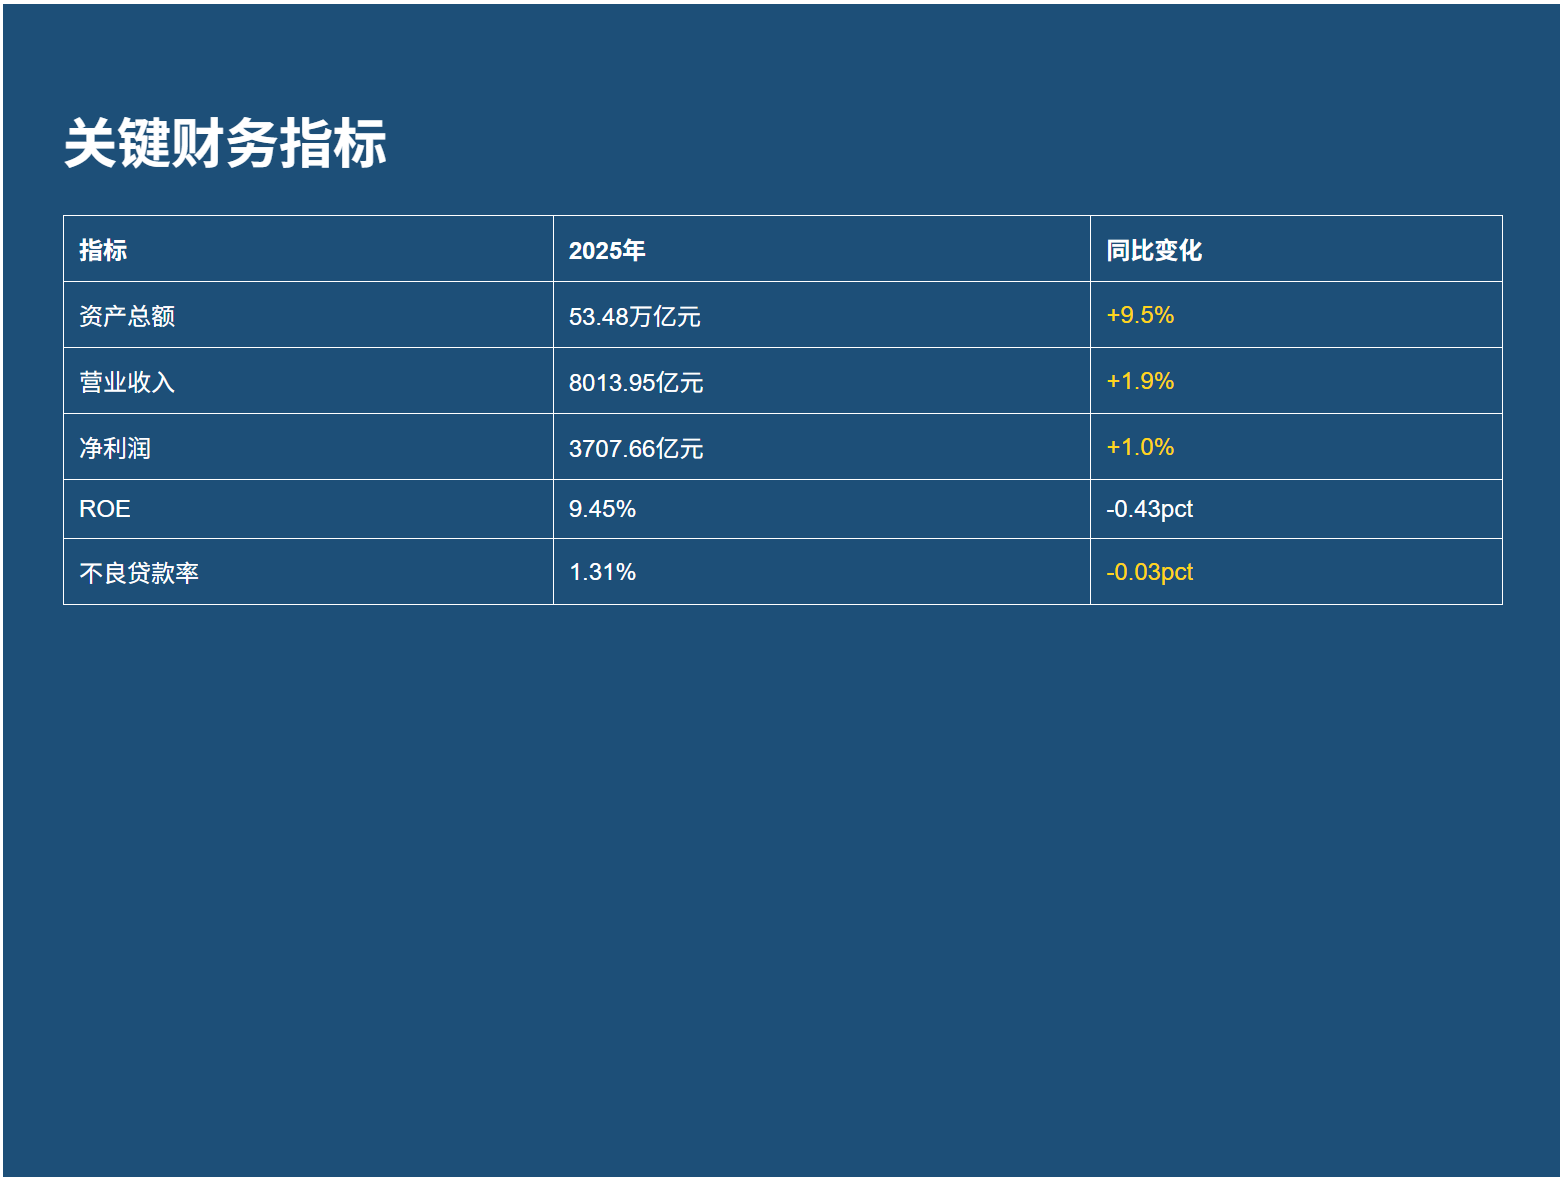 关键财务指标
指标 2025年 同比变化
资产总额 53.48万亿元 +9.5%
营业收入 8013.95亿元 +1.9%
净利润 3707.66亿元 +1.0%
ROE 9.45% -0.43pct
不良贷款率 1.31% -0.03pct